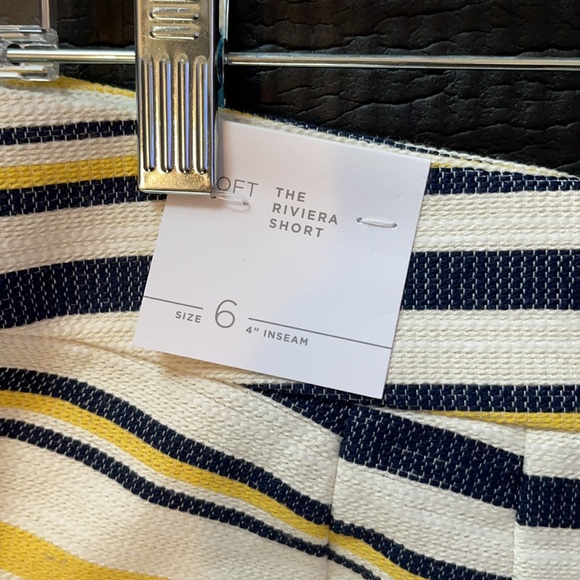 OFT
THE
RIVIERA
SHORT
SIZE 6 4" INSEAM